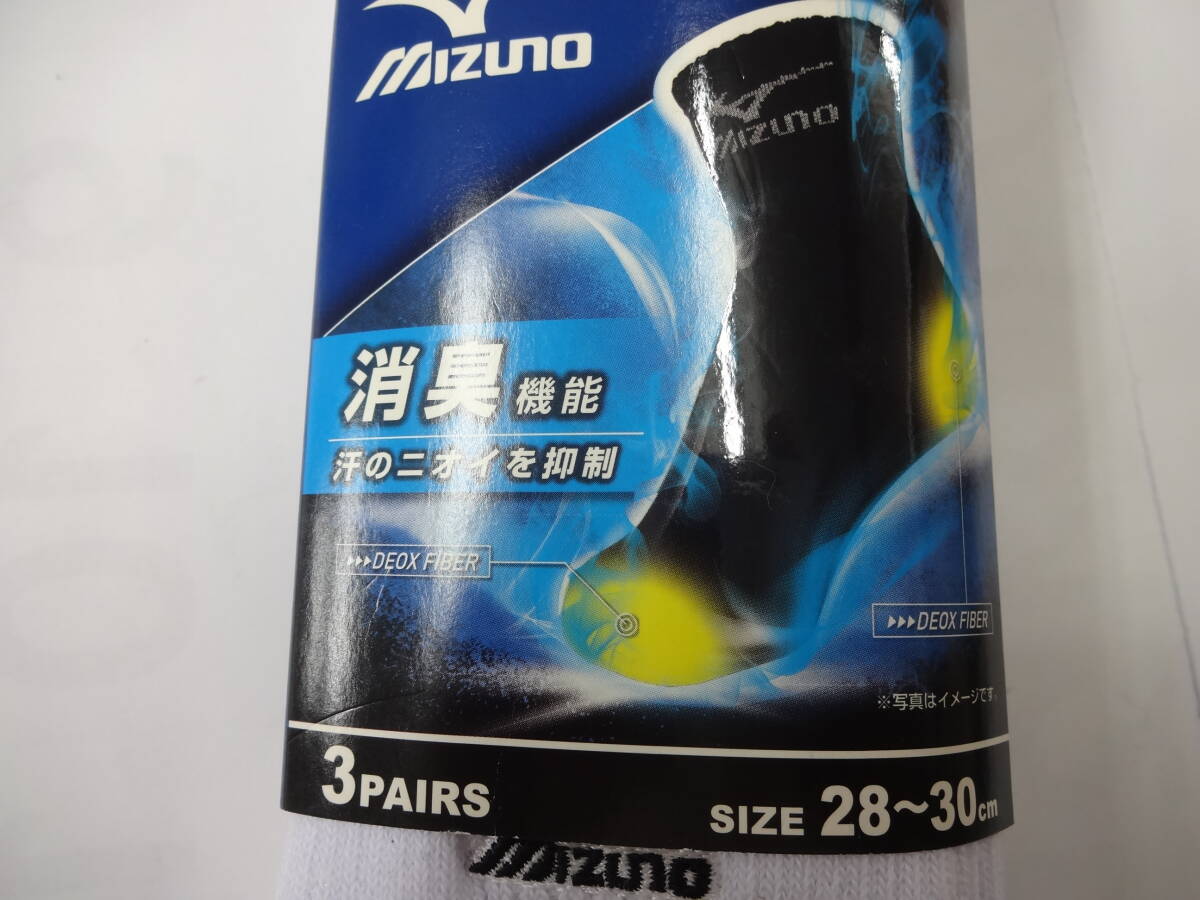 MIZUNO
MIZUNO
消臭機能
汗のニオイを抑制
▶▶▶DEOX FIBER
▶▶▶DEOX FIBER
※写真はイメージです。
3PAIRS
SIZE 28〜30cm
MIZUNO